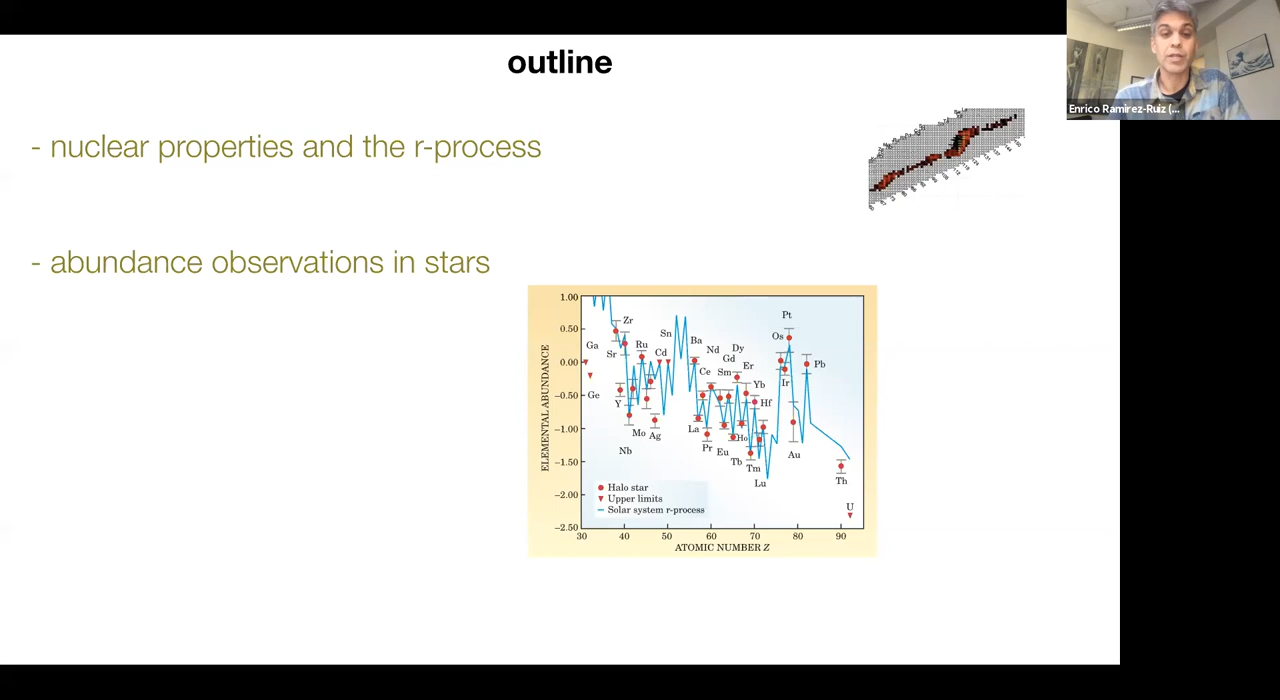 outline
Enrico Ramirez-Ruiz (...
- nuclear properties and the r-process
- abundance observations in stars
1.00
0.50
0.00
−0.50
−1.00
−1.50
−2.00
−2.50
ELEMENTAL ABUNDANCE
Ga
Ge
Sr
Zr
Y
Nb
Mo
Ru
Ag
Cd
Sn
Ba
La
Ce
Pr
Nd
Sm
Eu
Gd
Tb
Dy
Ho
Er
Tm
Yb
Lu
Hf
Os
Ir
Pt
Au
Pb
Th
U
Halo star
Upper limits
Solar system r-process
30 40 50 60 70 80 90
ATOMIC NUMBER Z